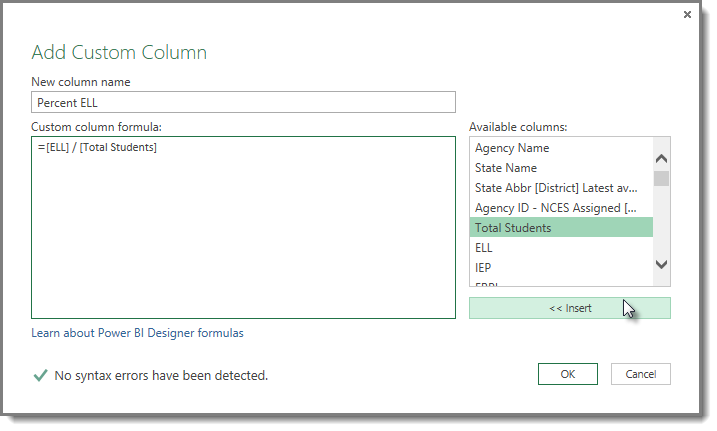 Add Custom Column
New column name
Percent ELL
Custom column formula:
=[ELL] / [Total Students]
Available columns:
Agency Name
State Name
State Abbr [District] Latest av...
Agency ID - NCES Assigned [...
Total Students
ELL
IEP
<< Insert
Learn about Power BI Designer formulas
No syntax errors have been detected.
OK
Cancel